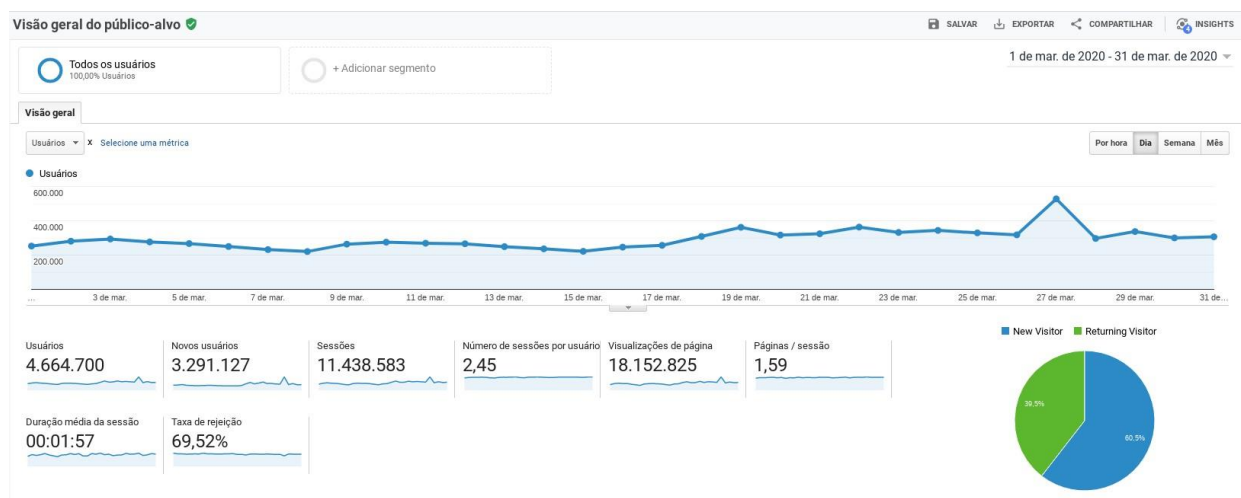 Visão geral do público-alvo
SALVAR EXPORTAR COMPARTILHAR INSIGHTS
Todos os usuários
100,00% Usuários
+ Adicionar segmento
1 de mar. de 2020 - 31 de mar. de 2020
Visão geral
Usuários x Selecione uma métrica
Por hora Dia Semana Mês
Usuários
600.000
400.000
200.000
... 3 de mar. 5 de mar. 7 de mar. 9 de mar. 11 de mar. 13 de mar. 15 de mar. 17 de mar. 19 de mar. 21 de mar. 23 de mar. 25 de mar. 27 de mar. 29 de mar. 31 de...
New Visitor Returning Visitor
Usuários
4.664.700
Novos usuários
3.291.127
Sessões
11.438.583
Número de sessões por usuário
2,45
Visualizações de página
18.152.825
Páginas / sessão
1,59
Duração média da sessão
00:01:57
Taxa de rejeição
69,52%
39,5%
60,5%